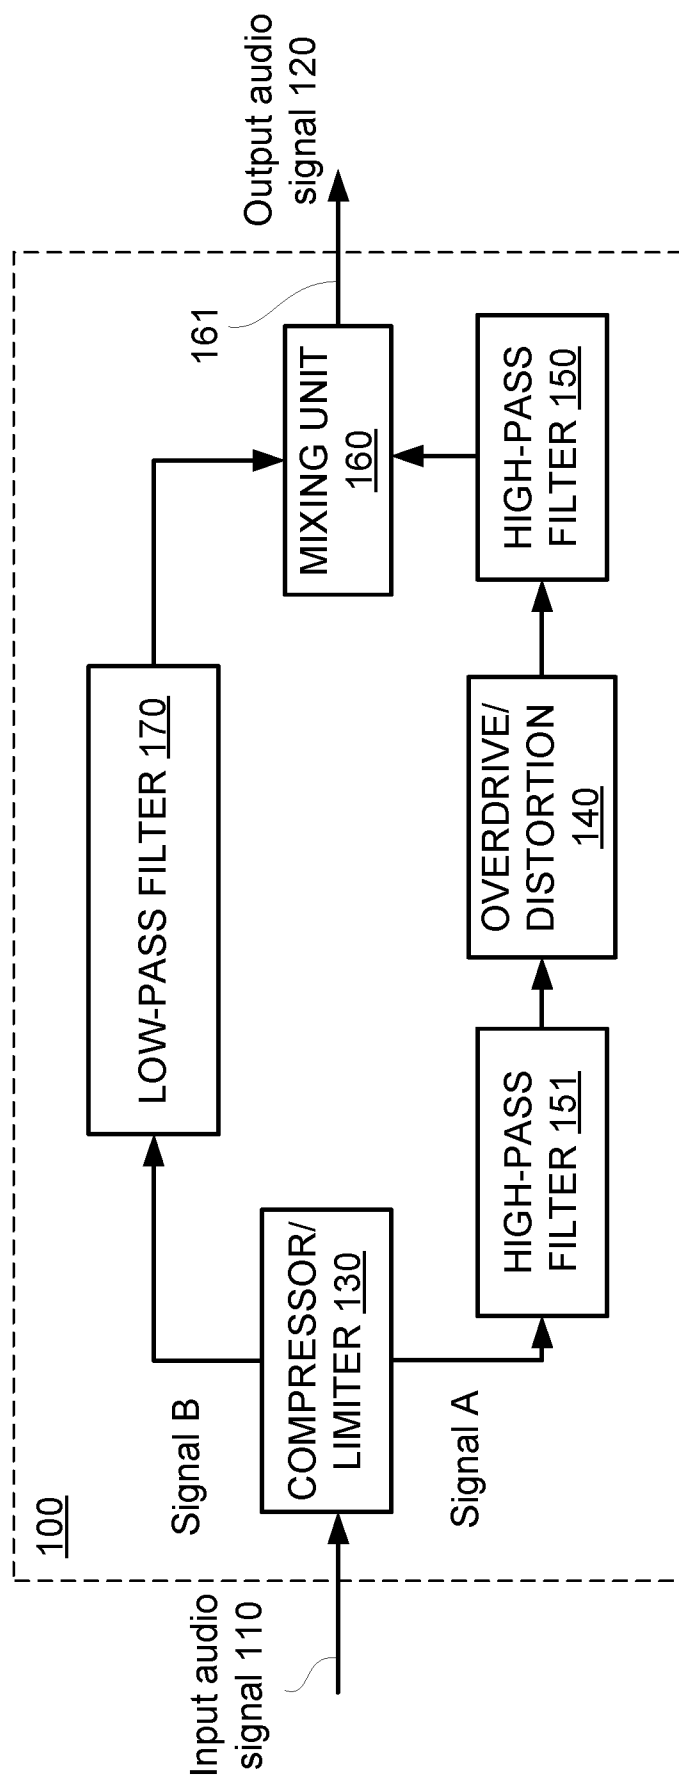 100
Input audio
signal 110
Signal B
COMPRESSOR/
LIMITER 130
Signal A
LOW-PASS FILTER 170
HIGH-PASS
FILTER 151
OVERDRIVE/
DISTORTION
140
HIGH-PASS
FILTER 150
MIXING UNIT
160
161
Output audio
signal 120